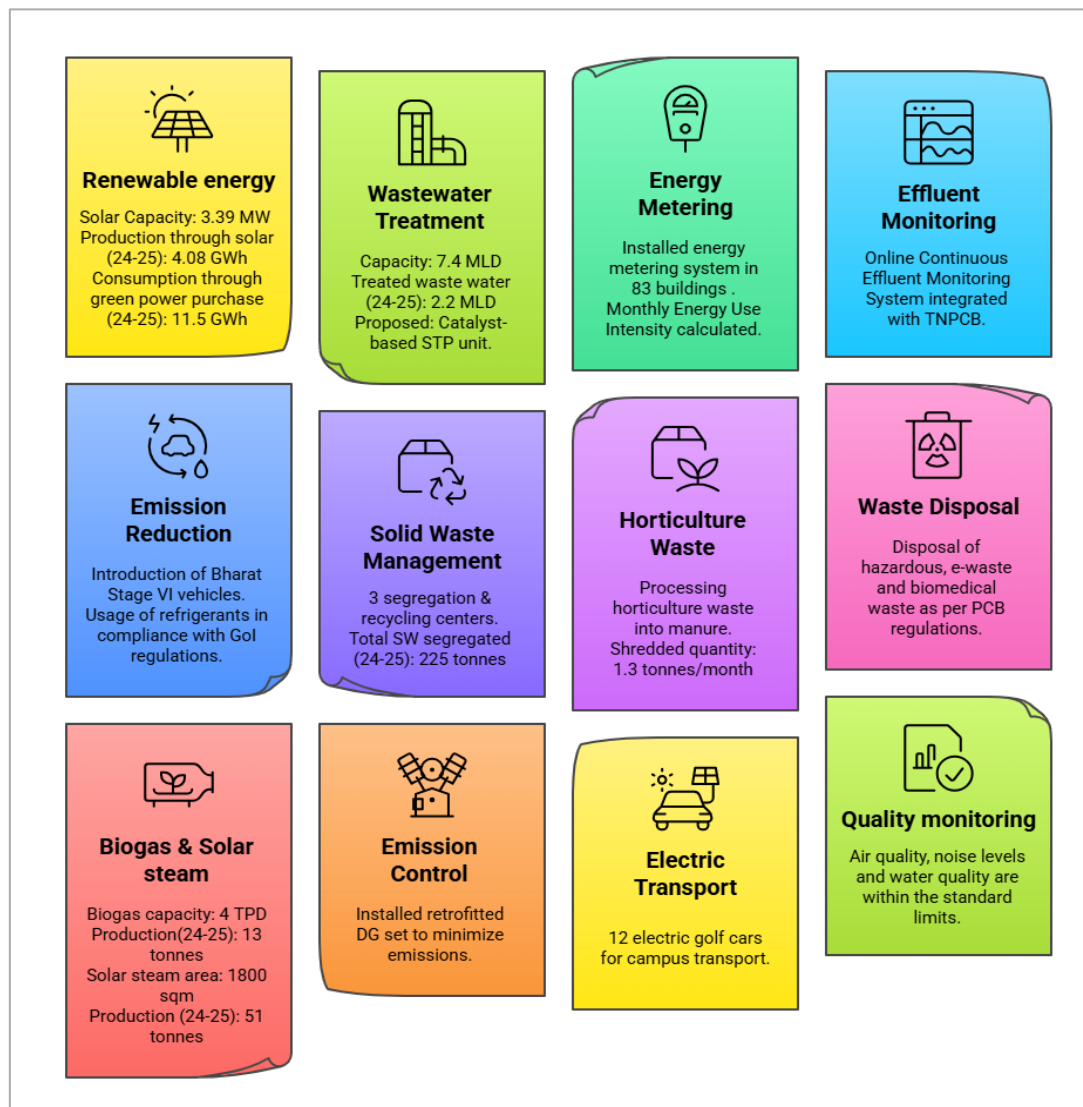 Renewable energy
Solar Capacity: 3.39 MW
Production through solar
(24-25): 4.08 GWh
Consumption through
green power purchase
(24-25): 11.5 GWh
Wastewater
Treatment
Capacity: 7.4 MLD
Treated waste water
(24-25): 2.2 MLD
Proposed: Catalyst-
based STP unit.
Energy
Metering
Installed energy
metering system in
83 buildings .
Monthly Energy Use
Intensity calculated.
Effluent
Monitoring
Online Continuous
Effluent Monitoring
System integrated
with TNPCB.
Emission
Reduction
Introduction of Bharat
Stage VI vehicles.
Usage of refrigerants in
compliance with GoI
regulations.
Solid Waste
Management
3 segregation &
recycling centers.
Total SW segregated
(24-25): 225 tonnes
Horticulture
Waste
Processing
horticulture waste
into manure.
Shredded quantity:
1.3 tonnes/month
Waste Disposal
Disposal of
hazardous, e-waste
and biomedical
waste as per PCB
regulations.
Biogas & Solar
steam
Biogas capacity: 4 TPD
Production(24-25): 13
tonnes
Solar steam area: 1800
sqm
Production (24-25): 51
tonnes
Emission
Control
Installed retrofitted
DG set to minimize
emissions.
Electric
Transport
12 electric golf cars
for campus transport.
Quality monitoring
Air quality, noise levels
and water quality are
within the standard
limits.